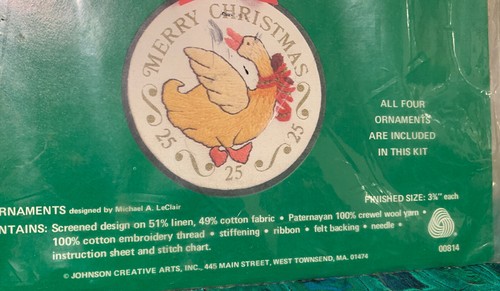 MERRY CHRISTMAS
25
25
25
ALL FOUR
ORNAMENTS
ARE INCLUDED
IN THIS KIT
FINISHED SIZE: 3⅜" each
ORNAMENTS designed by Michael A. LeClair
NTAINS: Screened design on 51% linen, 49% cotton fabric • Paternayan 100% crewel wool yarn •
100% cotton embroidery thread • stiffening • ribbon • felt backing • needle •
instruction sheet and stitch chart.
00814
© JOHNSON CREATIVE ARTS, INC., 445 MAIN STREET, WEST TOWNSEND, MA. 01474